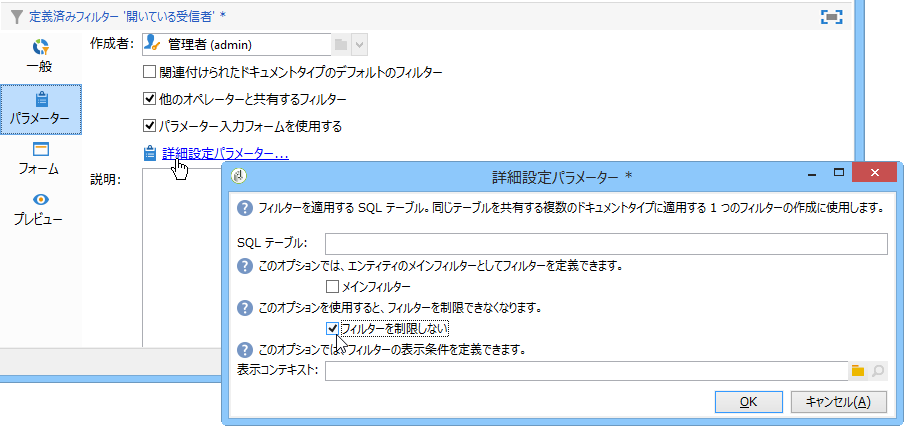 定義済みフィルター '開いている受信者' *
一般
パラメーター
フォーム
プレビュー
作成者:
管理者 (admin)
関連付けられたドキュメントタイプのデフォルトのフィルター
他のオペレーターと共有するフィルター
パラメーター入力フォームを使用する
詳細設定パラメーター...
説明:
詳細設定パラメーター *
フィルターを適用する SQL テーブル。同じテーブルを共有する複数のドキュメントタイプに適用する 1 つのフィルターの作成に使用します。
SQL テーブル:
このオプションでは、エンティティのメインフィルターとしてフィルターを定義できます。
メインフィルター
このオプションを使用すると、フィルターを制限できなくなります。
フィルターを制限しない
このオプションでは、フィルターの表示条件を定義できます。
表示コンテキスト:
OK
キャンセル(A)